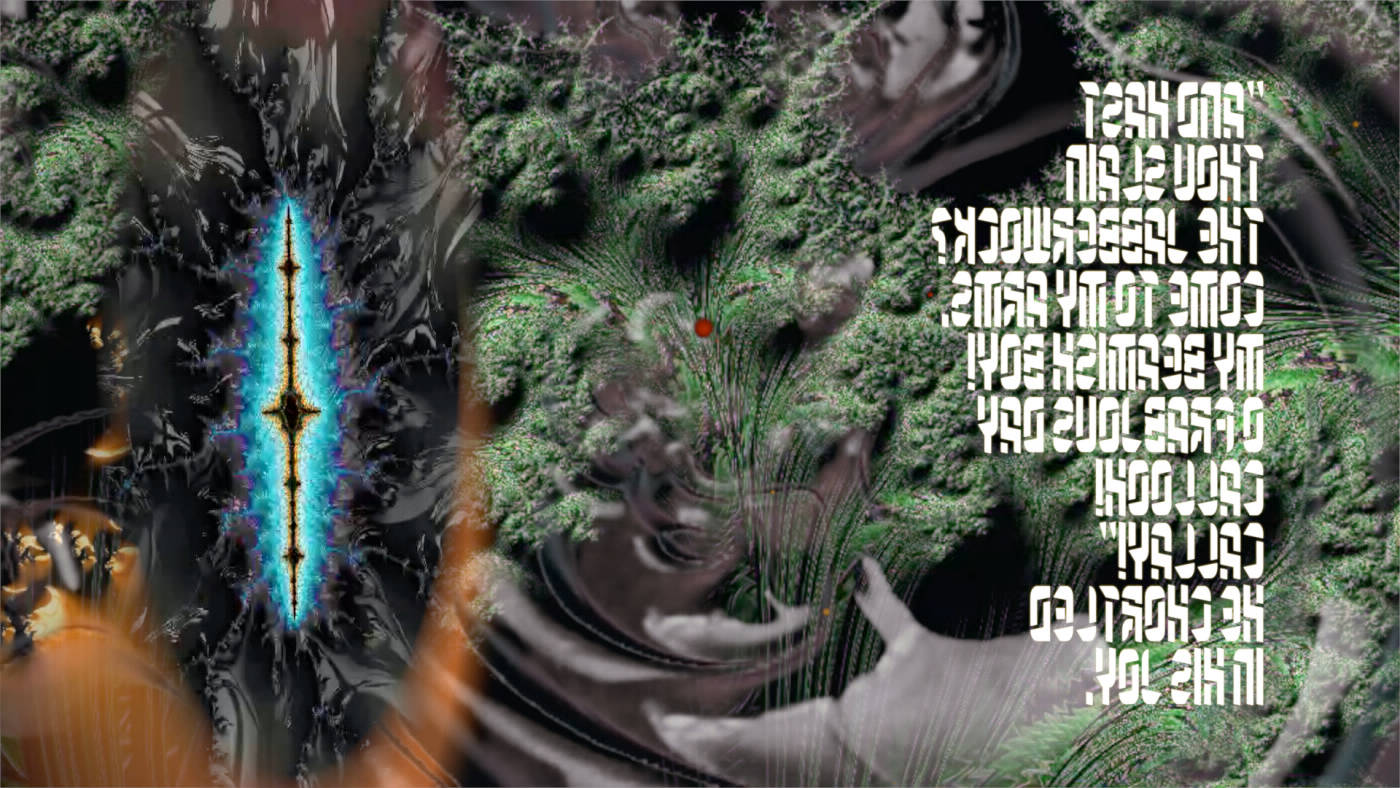 "AND HAST
THOU SLAIN
THE JABBERWOCK?
COME TO MY ARMS,
MY BEAMISH BOY!
O FRABJOUS DAY
CALLOOH!
CALLAY!"
HE CHORTLED
IN HIS JOY.